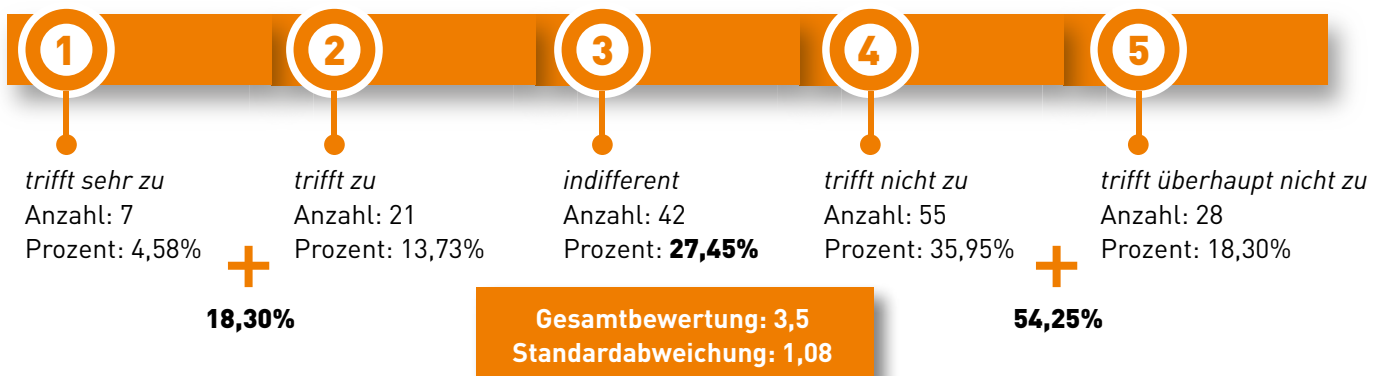 1
2
3
4
5
trifft sehr zu
Anzahl: 7
Prozent: 4,58%
trifft zu
Anzahl: 21
Prozent: 13,73%
indifferent
Anzahl: 42
Prozent: 27,45%
trifft nicht zu
Anzahl: 55
Prozent: 35,95%
trifft überhaupt nicht zu
Anzahl: 28
Prozent: 18,30%
+
18,30%
+
54,25%
Gesamtbewertung: 3,5
Standardabweichung: 1,08